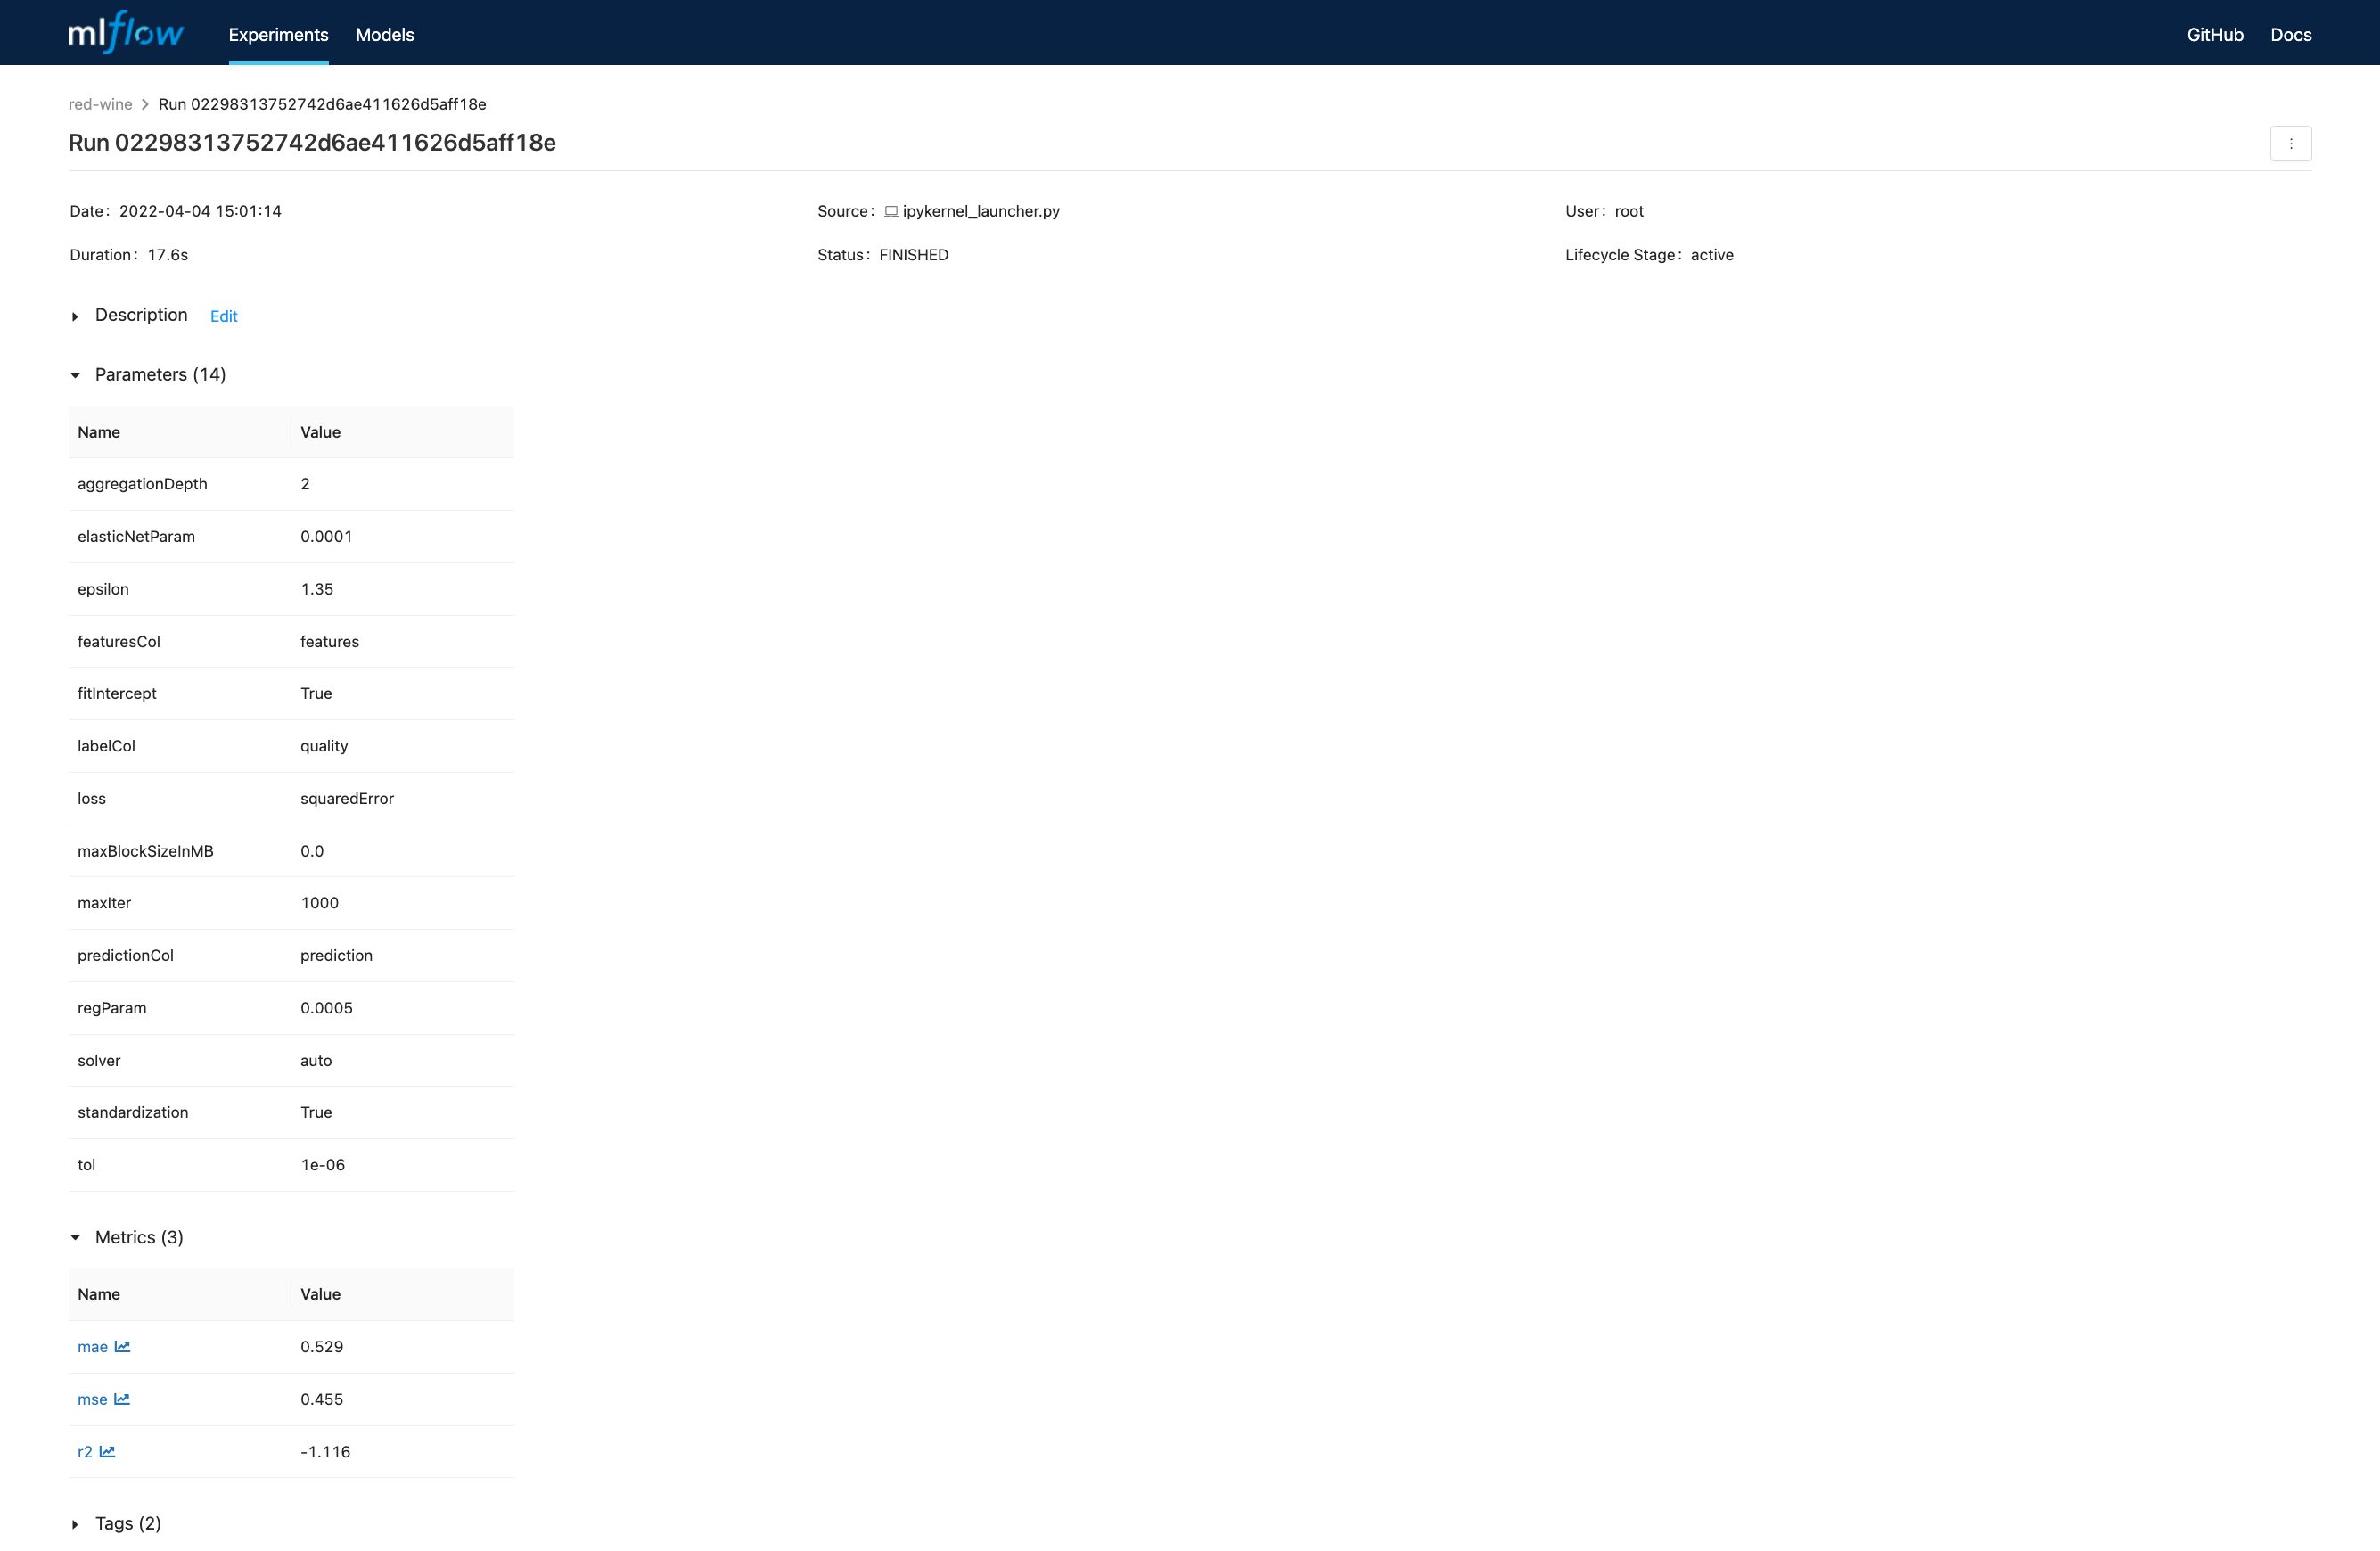 mlflow Experiments Models GitHub Docs
red-wine > Run 02298313752742d6ae411626d5aff18e
Run 02298313752742d6ae411626d5aff18e
Date: 2022-04-04 15:01:14 Source: ipykernel_launcher.py User: root
Duration: 17.6s Status: FINISHED Lifecycle Stage: active
Description Edit
Parameters (14)
Name Value
aggregationDepth 2
elasticNetParam 0.0001
epsilon 1.35
featuresCol features
fitIntercept True
labelCol quality
loss squaredError
maxBlockSizeInMB 0.0
maxIter 1000
predictionCol prediction
regParam 0.0005
solver auto
standardization True
tol 1e-06
Metrics (3)
Name Value
mae 0.529
mse 0.455
r2 -1.116
Tags (2)